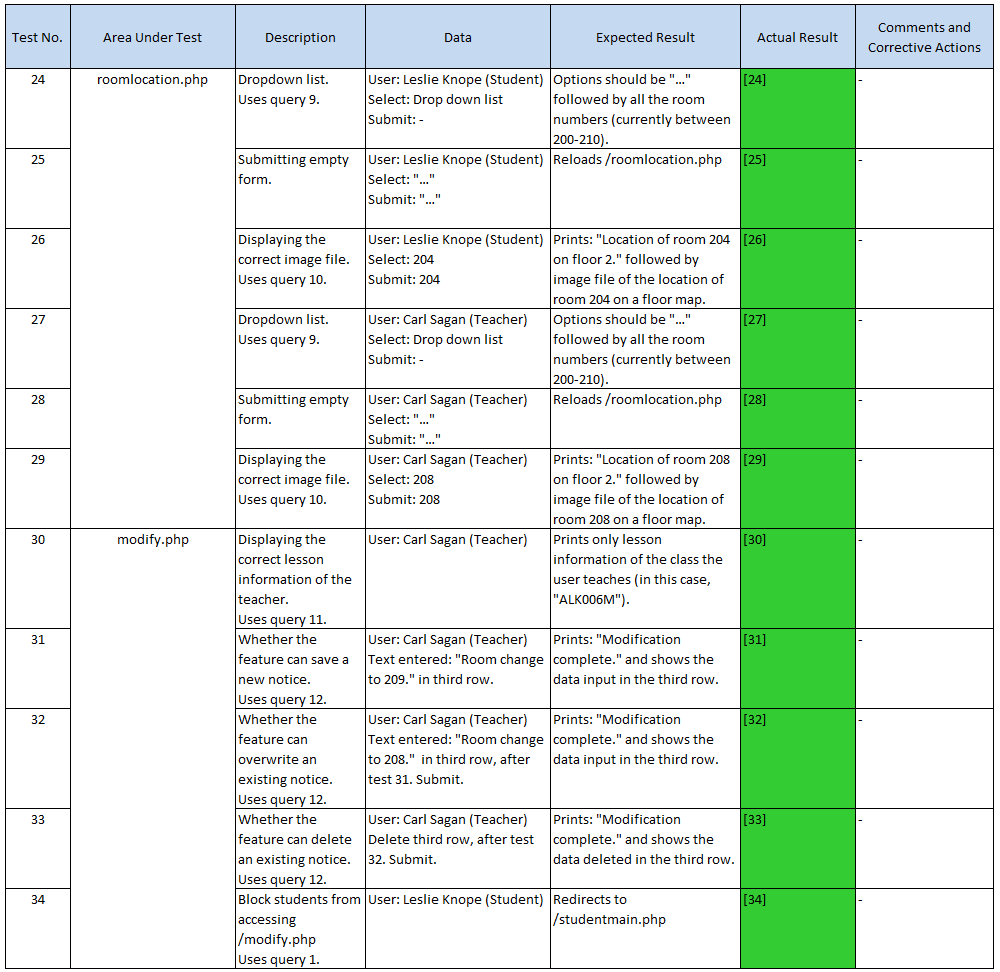 Test No.
Area Under Test
Description
Data
Expected Result
Actual Result
Comments and
Corrective Actions
24
roomlocation.php
Dropdown list.
Uses query 9.
User: Leslie Knope (Student)
Select: Drop down list
Submit: -
Options should be "…"
followed by all the room
numbers (currently between
200-210).
[24]
-
25
Submitting empty
form.
User: Leslie Knope (Student)
Select: "…"
Submit: "…"
Reloads /roomlocation.php
[25]
-
26
Displaying the
correct image file.
Uses query 10.
User: Leslie Knope (Student)
Select: 204
Submit: 204
Prints: "Location of room 204
on floor 2." followed by
image file of the location of
room 204 on a floor map.
[26]
-
27
Dropdown list.
Uses query 9.
User: Carl Sagan (Teacher)
Select: Drop down list
Submit: -
Options should be "…"
followed by all the room
numbers (currently between
200-210).
[27]
-
28
Submitting empty
form.
User: Carl Sagan (Teacher)
Select: "…"
Submit: "…"
Reloads /roomlocation.php
[28]
-
29
Displaying the
correct image file.
Uses query 10.
User: Carl Sagan (Teacher)
Select: 208
Submit: 208
Prints: "Location of room 208
on floor 2." followed by
image file of the location of
room 208 on a floor map.
[29]
-
30
modify.php
Displaying the
correct lesson
information of the
teacher.
Uses query 11.
User: Carl Sagan (Teacher)
Prints only lesson
information of the class the
user teaches (in this case,
"ALK006M").
[30]
-
31
Whether the
feature can save a
new notice.
Uses query 12.
User: Carl Sagan (Teacher)
Text entered: "Room change
to 209." in third row.
Prints: "Modification
complete." and shows the
data input in the third row.
[31]
-
32
Whether the
feature can
overwrite an
existing notice.
Uses query 12.
User: Carl Sagan (Teacher)
Text entered: "Room change
to 208."  in third row, after
test 31. Submit.
Prints: "Modification
complete." and shows the
data input in the third row.
[32]
-
33
Whether the
feature can delete
an existing notice.
Uses query 12.
User: Carl Sagan (Teacher)
Delete third row, after test
32. Submit.
Prints: "Modification
complete." and shows the
data deleted in the third row.
[33]
-
34
Block students from
accessing
/modify.php
Uses query 1.
User: Leslie Knope (Student)
Redirects to
/studentmain.php
[34]
-